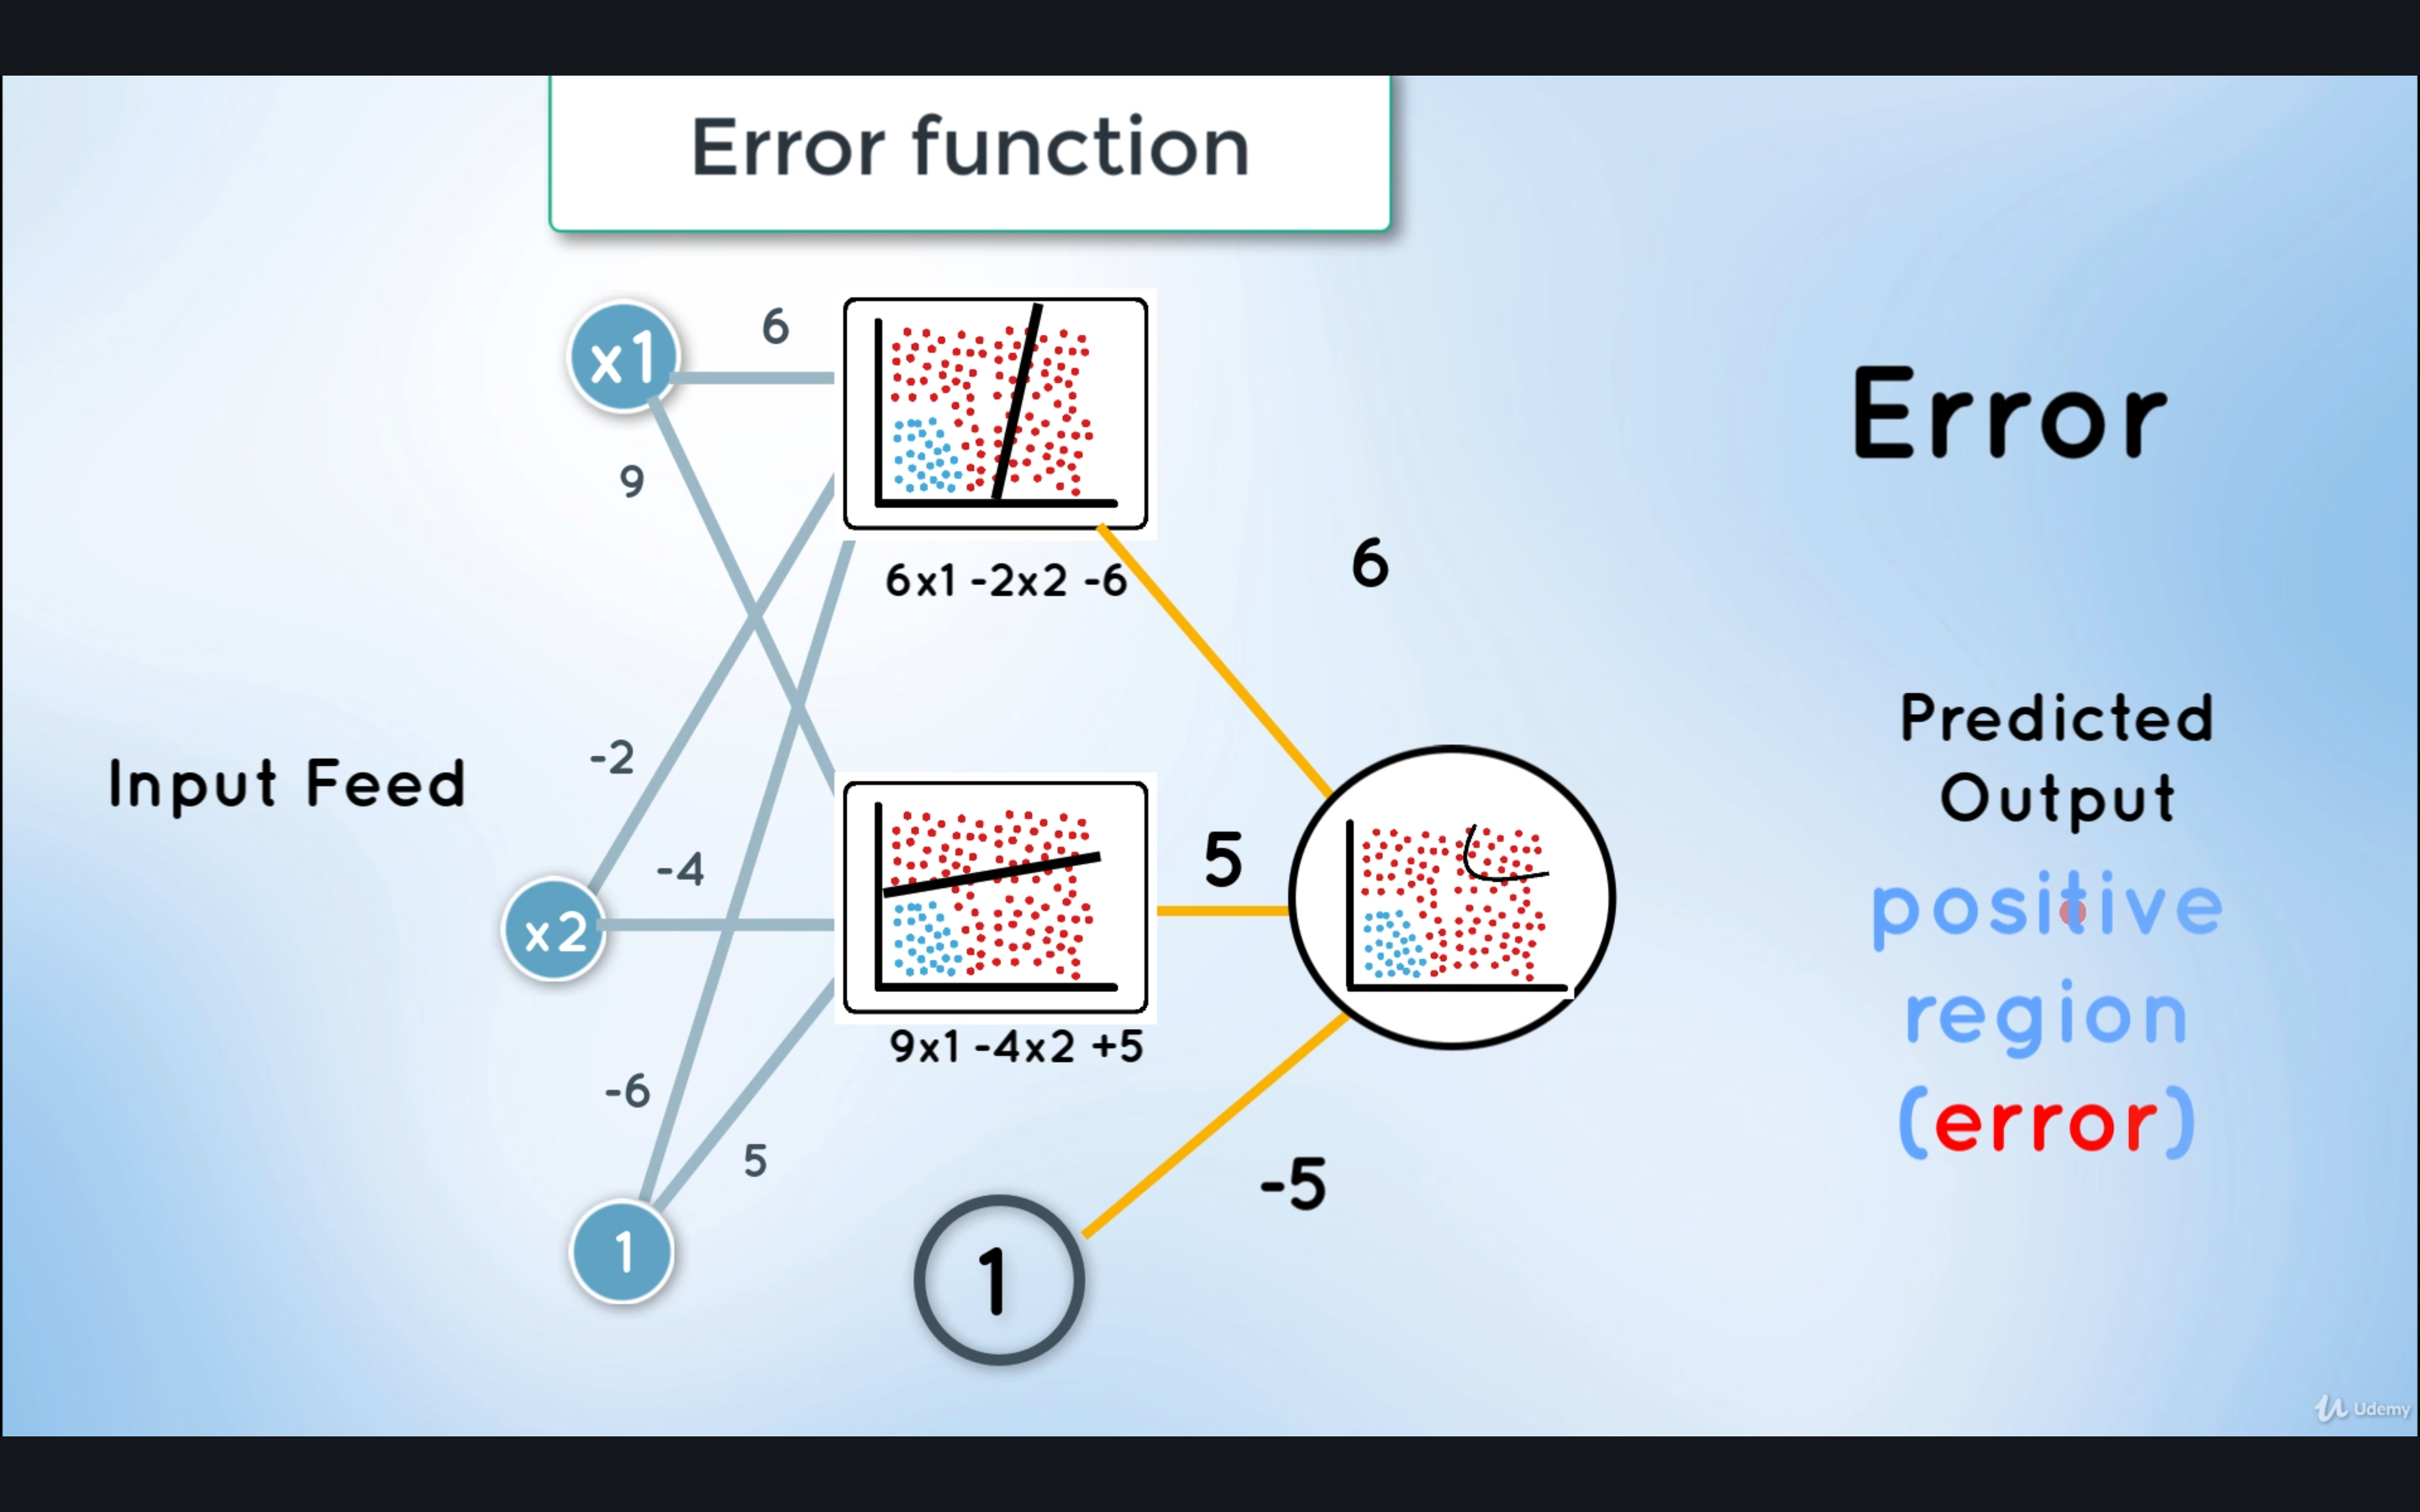 Error function
x1
6
9
6x1 -2x2 -6
6
Error
Input Feed
-2
-4
x2
5
9x1 -4x2 +5
Predicted
Output
positive
region
(error)
-6
5
1
1
-5
Udemy